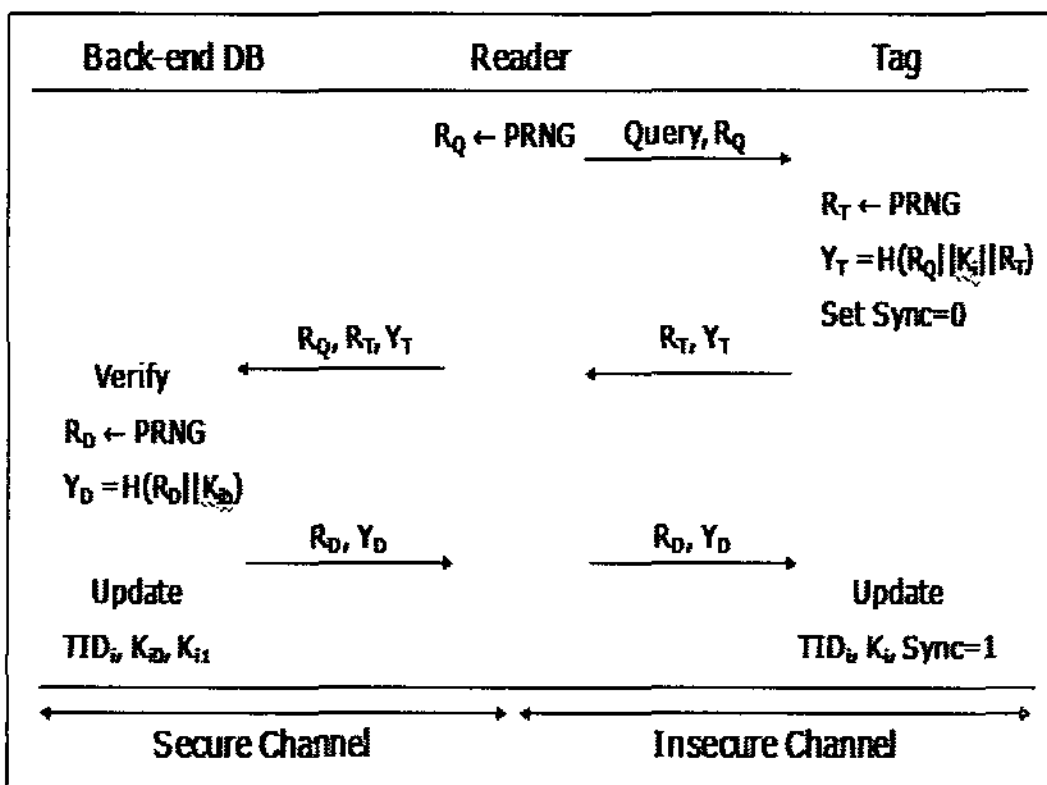 Back-end DB Reader Tag
R_Q ← PRNG Query, R_Q
R_T ← PRNG
Y_T =H(R_Q||K_i||R_T)
Set Sync=0
R_Q, R_T, Y_T R_T, Y_T
Verify
R_D ← PRNG
Y_D =H(R_D||K_i0)
R_D, Y_D R_D, Y_D
Update Update
TID_i, K_i0, K_i1 TID_i, K_i, Sync=1
Secure Channel Insecure Channel